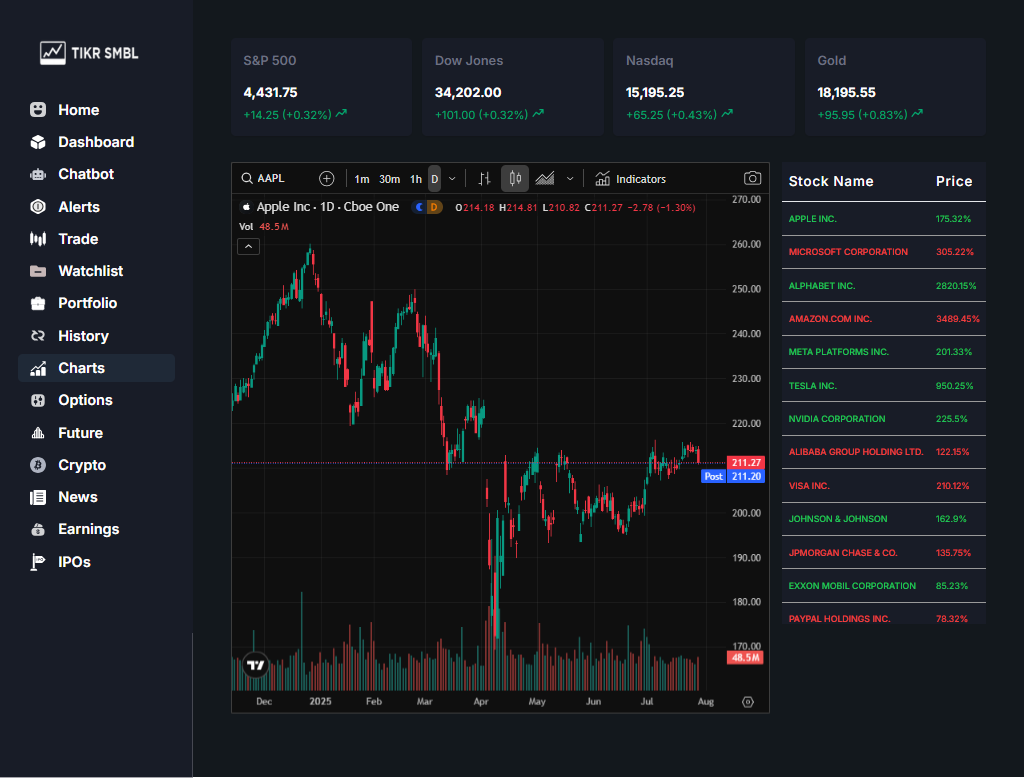 TIKR SMBL
Home
Dashboard
Chatbot
Alerts
Trade
Watchlist
Portfolio
History
Charts
Options
Future
Crypto
News
Earnings
IPOs
S&P 500
4,431.75
+14.25 (+0.32%)
Dow Jones
34,202.00
+101.00 (+0.32%)
Nasdaq
15,195.25
+65.25 (+0.43%)
Gold
18,195.55
+95.95 (+0.83%)
AAPL 1m 30m 1h D Indicators
Apple Inc · 1D · Cboe One D O214.18 H214.81 L210.82 C211.27 −2.78 (−1.30%)
Vol 48.5M
270.00
260.00
250.00
240.00
230.00
220.00
211.27
Post 211.20
200.00
190.00
180.00
170.00
48.5M
Dec 2025 Feb Mar Apr May Jun Jul Aug
Stock Name Price
APPLE INC. 175.32%
MICROSOFT CORPORATION 305.22%
ALPHABET INC. 2820.15%
AMAZON.COM INC. 3489.45%
META PLATFORMS INC. 201.33%
TESLA INC. 950.25%
NVIDIA CORPORATION 225.5%
ALIBABA GROUP HOLDING LTD. 122.15%
VISA INC. 210.12%
JOHNSON & JOHNSON 162.9%
JPMORGAN CHASE & CO. 135.75%
EXXON MOBIL CORPORATION 85.23%
PAYPAL HOLDINGS INC. 78.32%